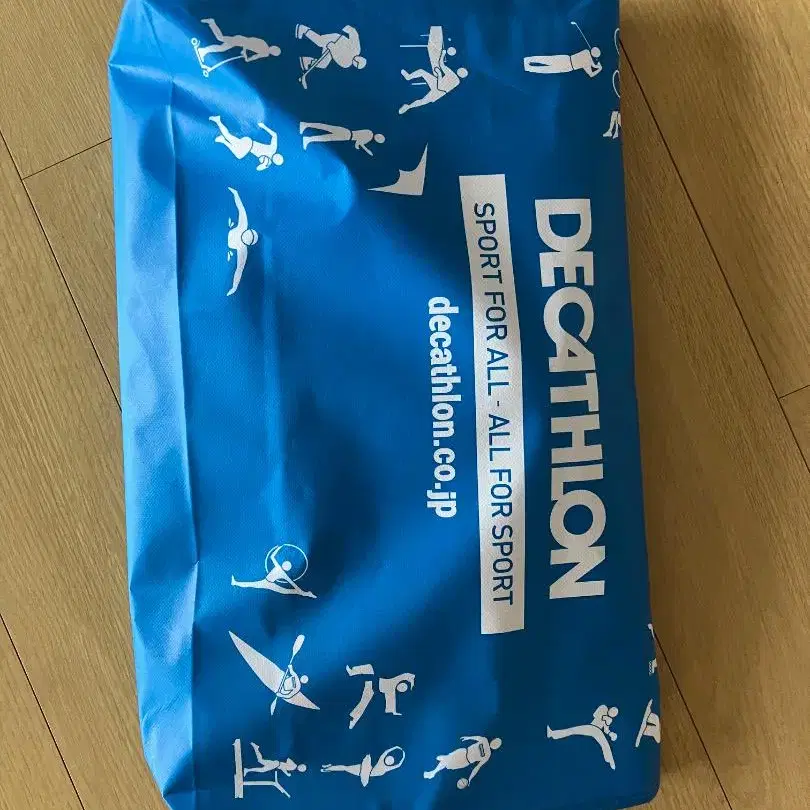 DECATHLON
SPORT FOR ALL - ALL FOR SPORT
decathlon.co.jp